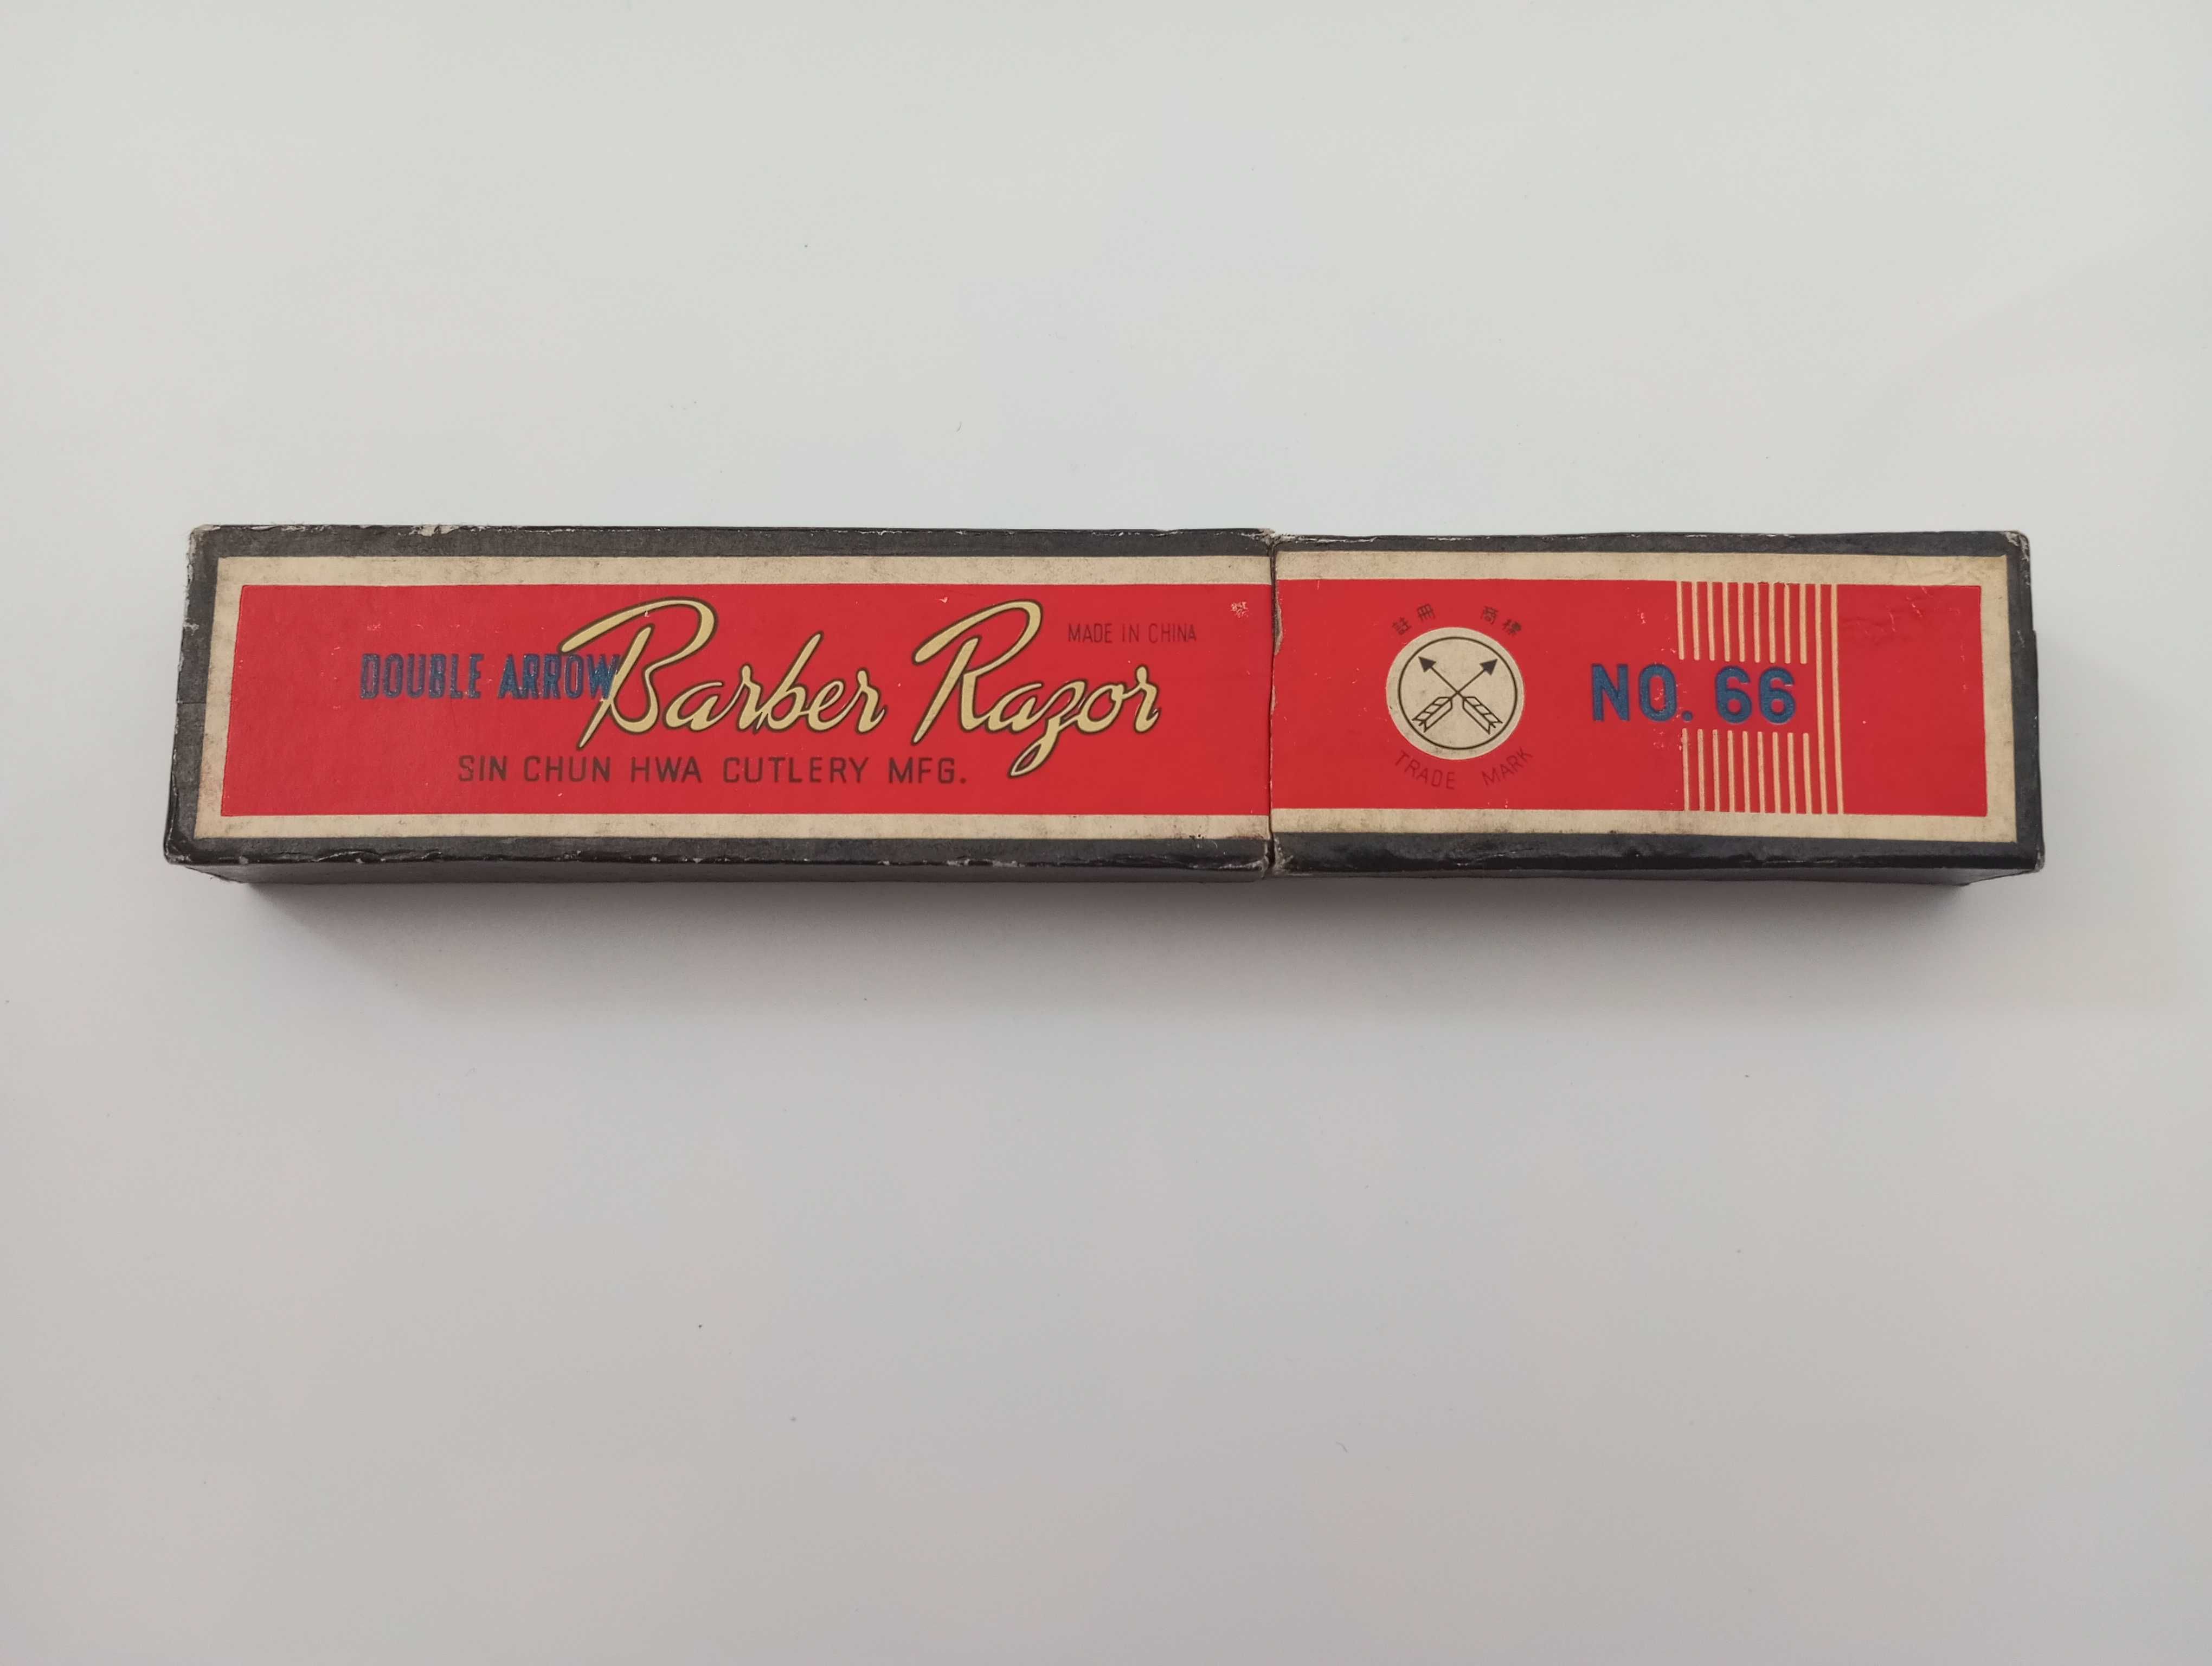 DOUBLE ARROW
Barber Razor
MADE IN CHINA
SIN CHUN HWA CUTLERY MFG.
註冊 商標
TRADE MARK
NO. 66